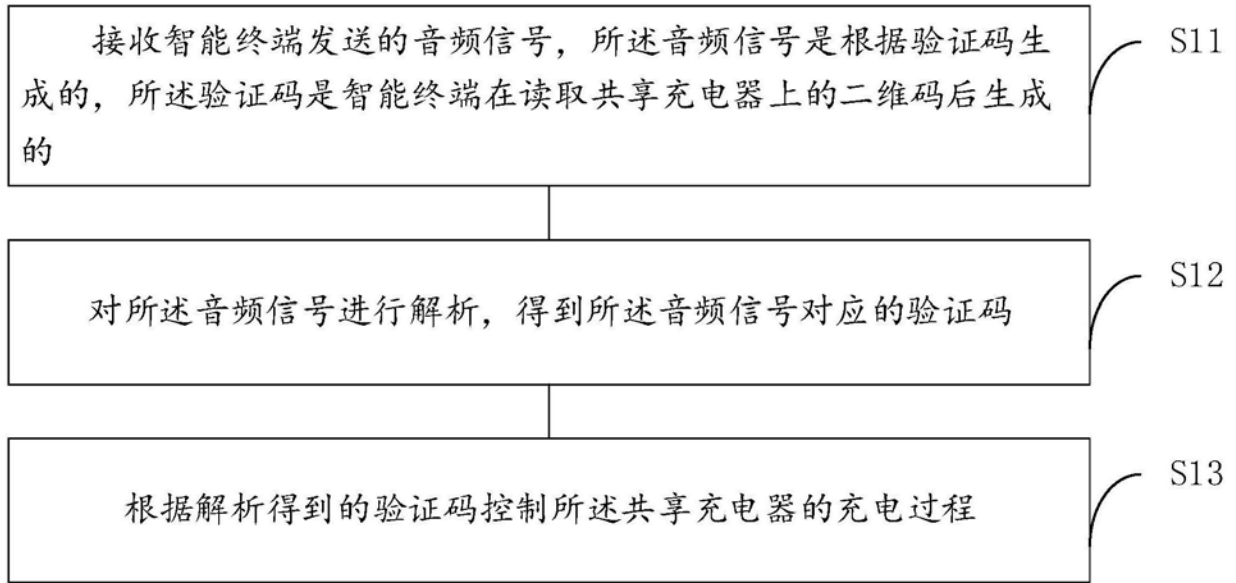 接收智能终端发送的音频信号，所述音频信号是根据验证码生
成的，所述验证码是智能终端在读取共享充电器上的二维码后生成
的
S11
对所述音频信号进行解析，得到所述音频信号对应的验证码
S12
根据解析得到的验证码控制所述共享充电器的充电过程
S13